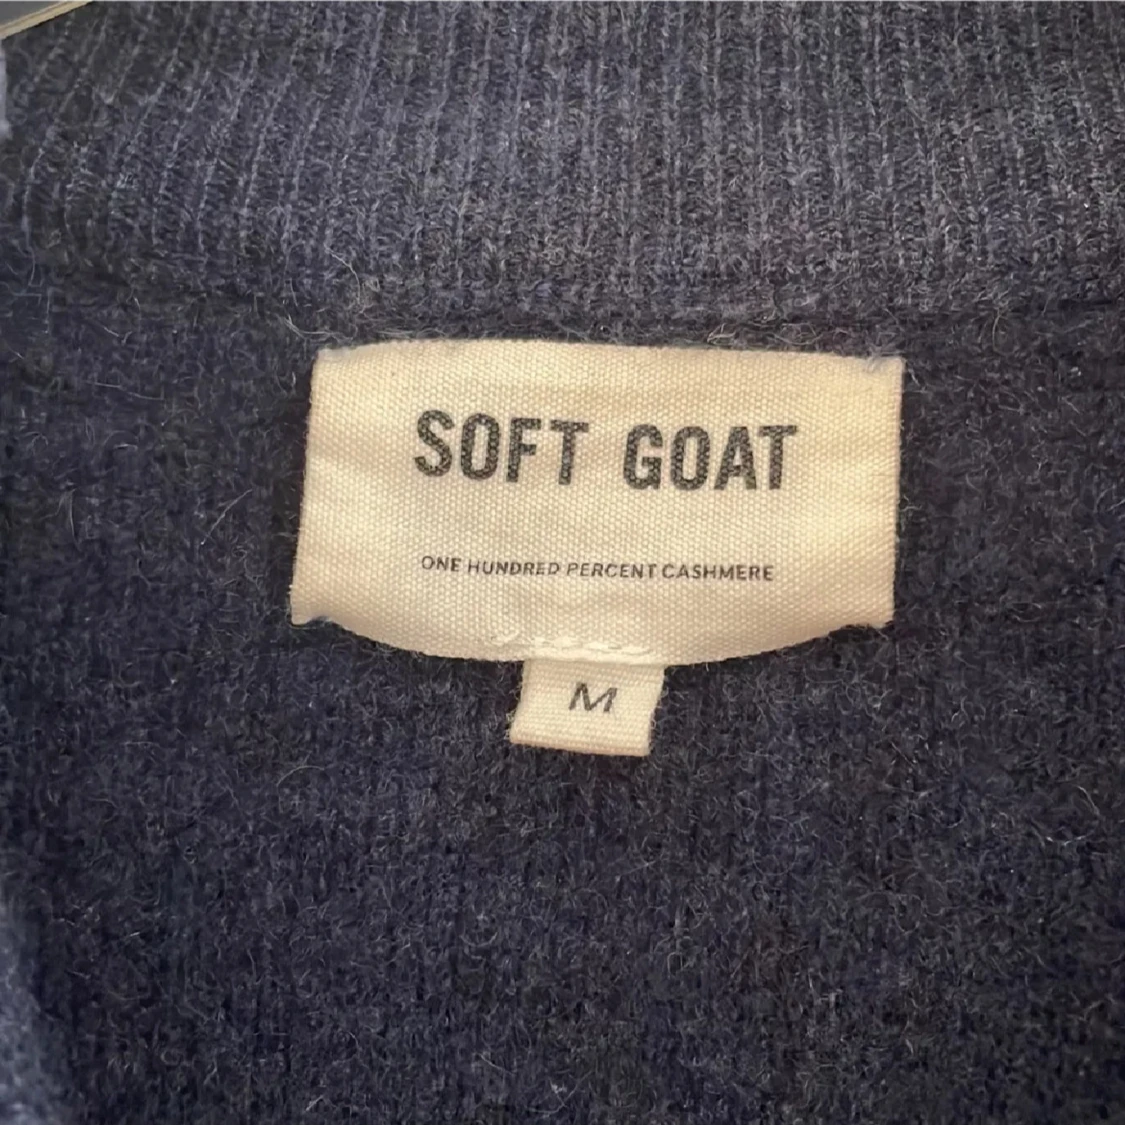 SOFT GOAT
ONE HUNDRED PERCENT CASHMERE
M